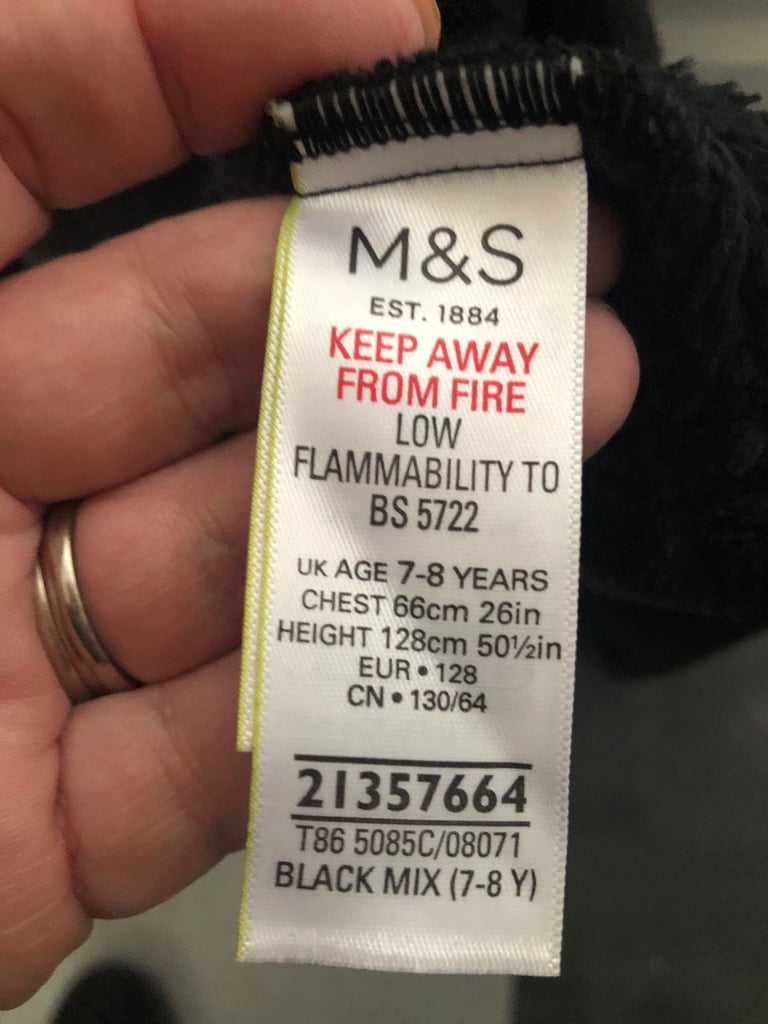 M&S
EST. 1884
KEEP AWAY
FROM FIRE
LOW
FLAMMABILITY TO
BS 5722
UK AGE 7-8 YEARS
CHEST 66cm 26in
HEIGHT 128cm 50½in
EUR • 128
CN • 130/64
21357664
T86 5085C/08071
BLACK MIX (7-8 Y)